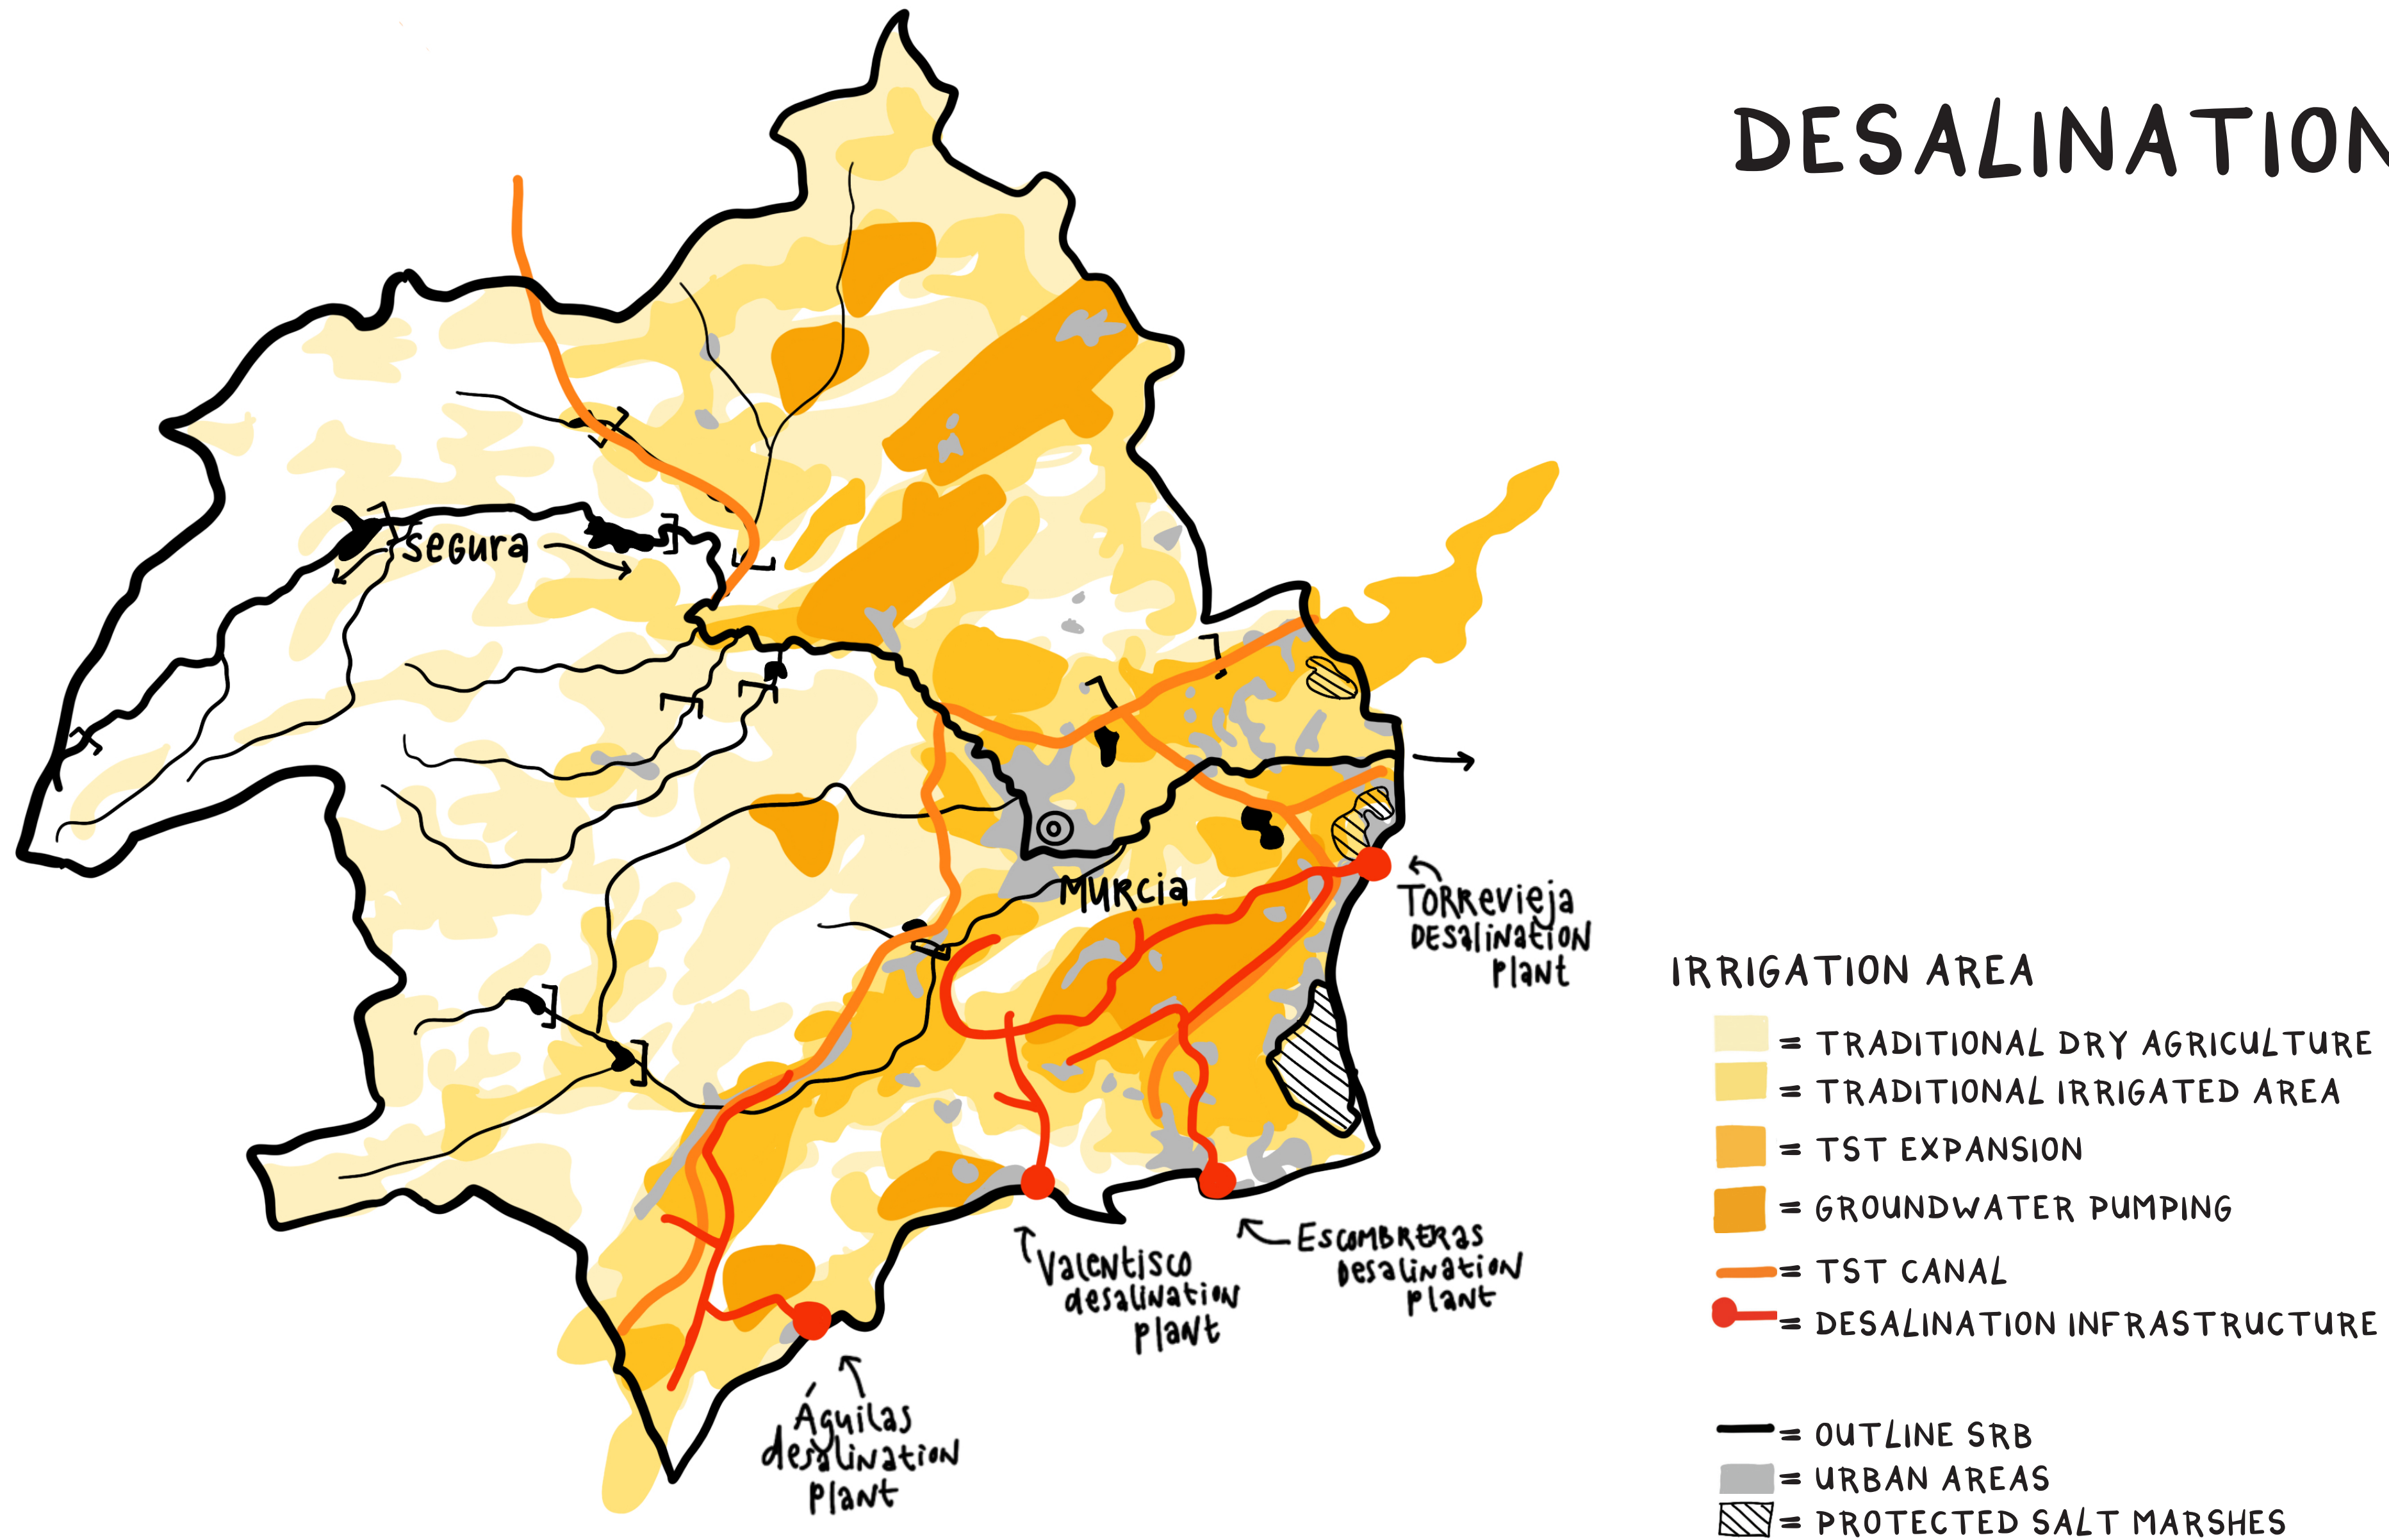 DESALINATION
Segura
Murcia
Torrevieja
Desalination
plant
Escombreras
Desalination
plant
Valentisco
desalination
plant
Águilas
desalination
plant
IRRIGATION AREA
= TRADITIONAL DRY AGRICULTURE
= TRADITIONAL IRRIGATED AREA
= TST EXPANSION
= GROUNDWATER PUMPING
= TST CANAL
= DESALINATION INFRASTRUCTURE
= OUTLINE SRB
= URBAN AREAS
= PROTECTED SALT MARSHES